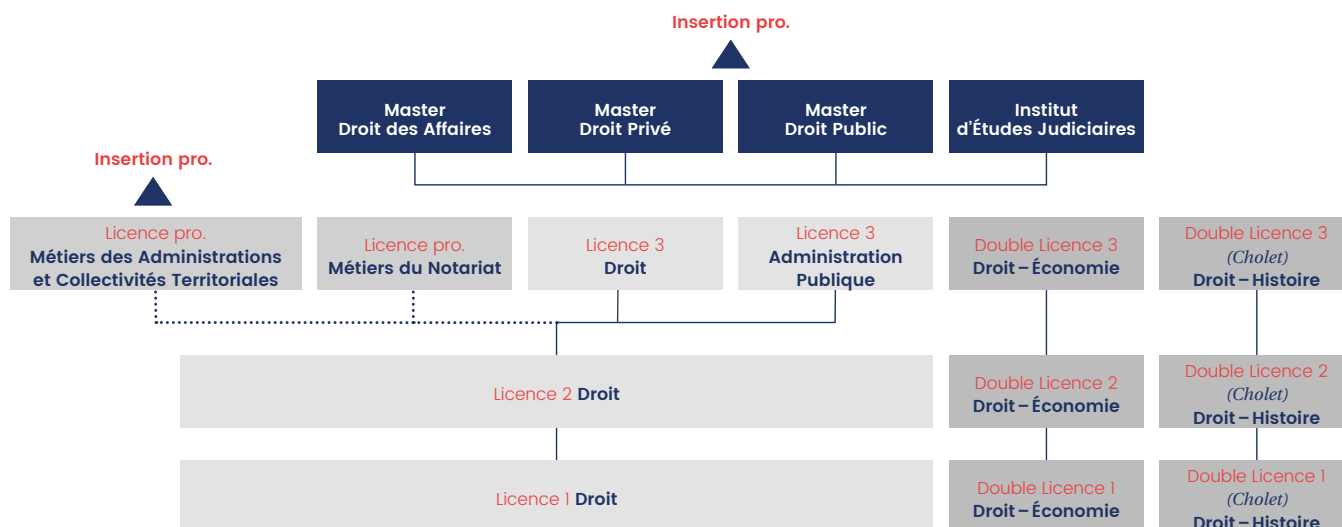 Insertion pro.
Master
Droit des Affaires
Master
Droit Privé
Master
Droit Public
Institut
d'Études Judiciaires
Insertion pro.
Licence pro.
Métiers des Administrations
et Collectivités Territoriales
Licence pro.
Métiers du Notariat
Licence 3
Droit
Licence 3
Administration
Publique
Double Licence 3
Droit – Économie
Double Licence 3
(Cholet)
Droit – Histoire
Licence 2 Droit
Double Licence 2
Droit – Économie
Double Licence 2
(Cholet)
Droit – Histoire
Licence 1 Droit
Double Licence 1
Droit – Économie
Double Licence 1
(Cholet)
Droit – Histoire